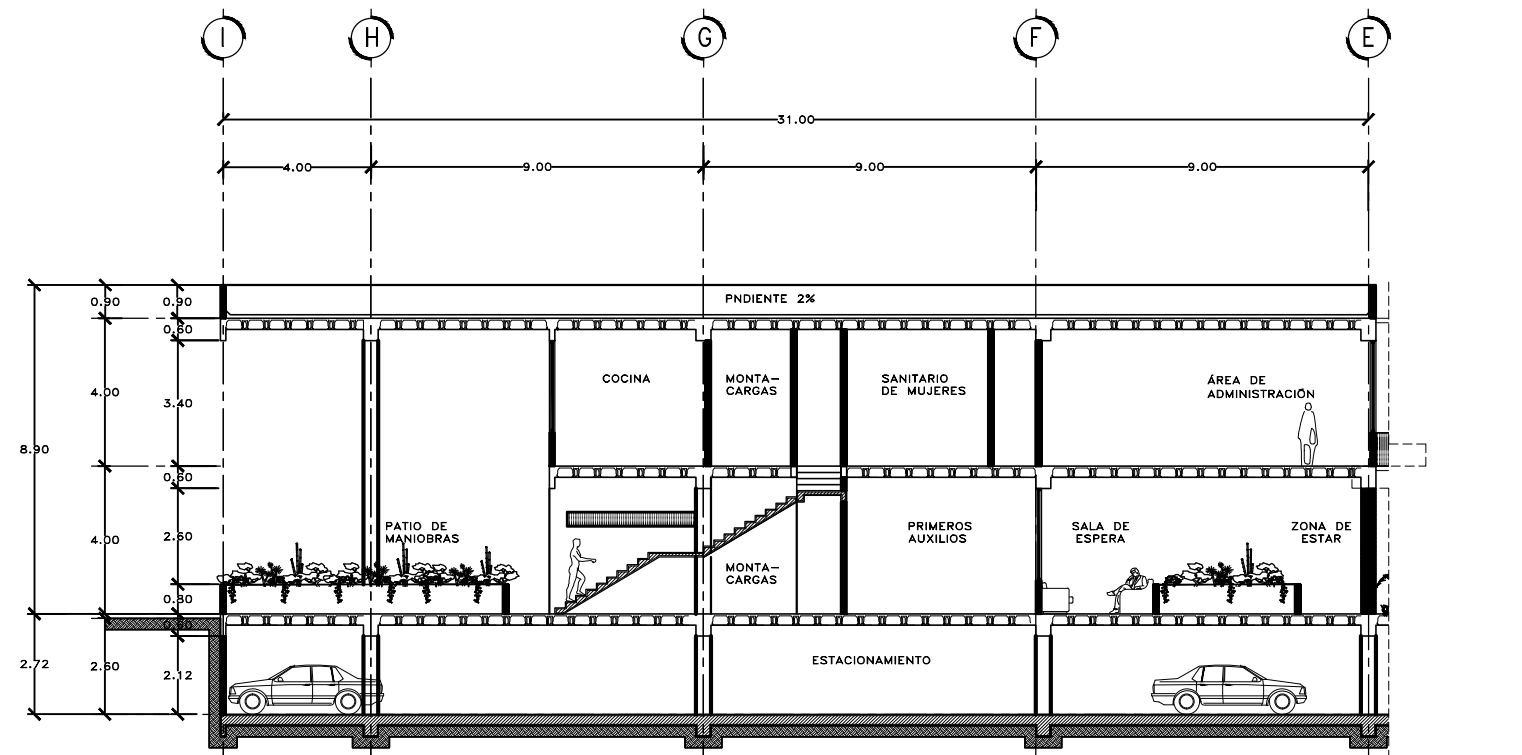 I H G F E
31.00
4.00 9.00 9.00 9.00
0.90 0.90 PNDIENTE 2%
0.60
COCINA MONTA- SANITARIO ÁREA DE
CARGAS DE MUJERES ADMINISTRACIÓN
4.00 3.40
8.90
0.60
PATIO DE PRIMEROS SALA DE ZONA DE
MANIOBRAS AUXILIOS ESPERA ESTAR
4.00 2.60
MONTA-
CARGAS
0.80
2.72 2.60 2.12 ESTACIONAMIENTO